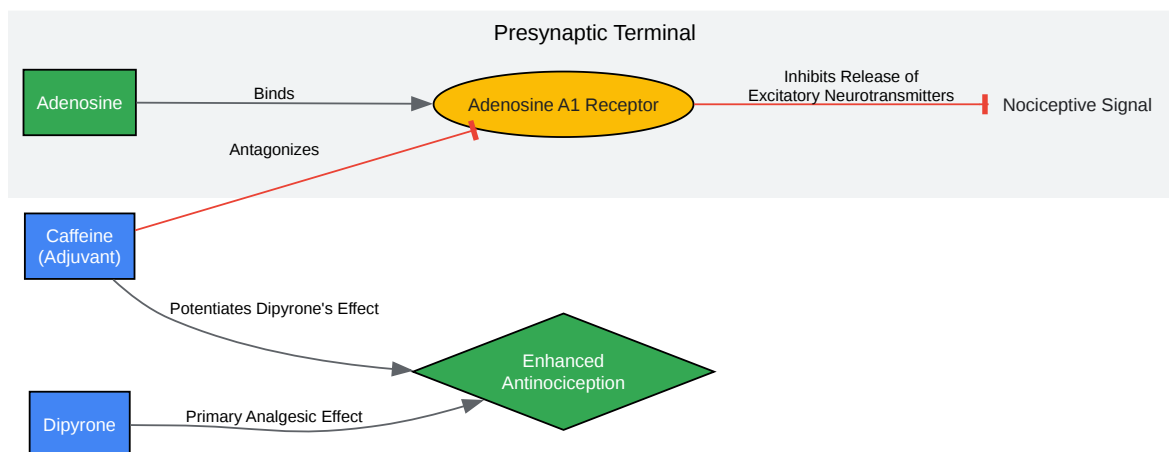 Presynaptic Terminal
Adenosine
Binds
Adenosine A1 Receptor
Inhibits Release of
Excitatory Neurotransmitters
Nociceptive Signal
Antagonizes
Caffeine
(Adjuvant)
Potentiates Dipyrone's Effect
Enhanced
Antinociception
Dipyrone
Primary Analgesic Effect